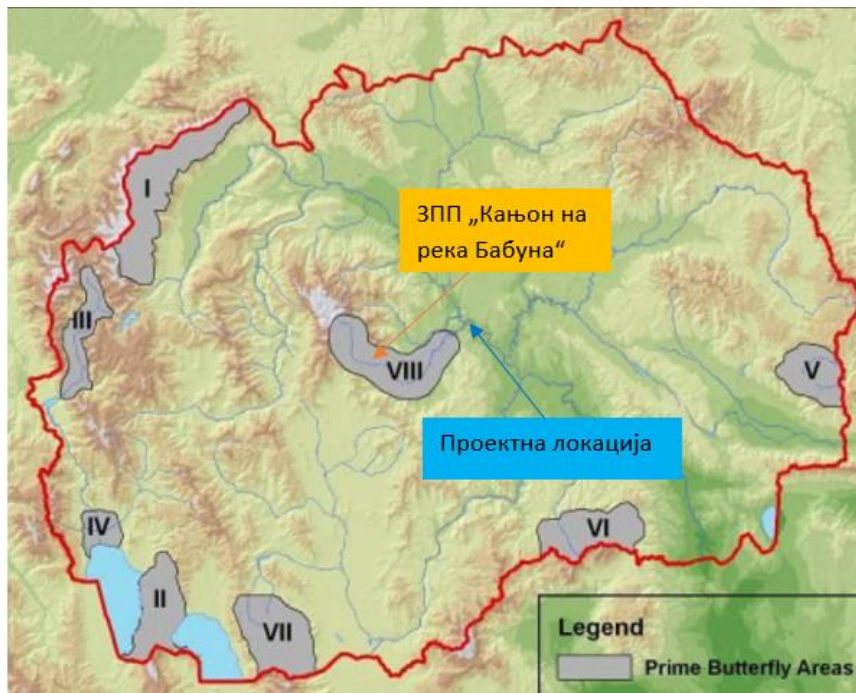 I
ЗПП „Кањон на
река Бабуна“
III
VIII
V
Проектна локација
IV
VI
II
VII
Legend
Prime Butterfly Areas